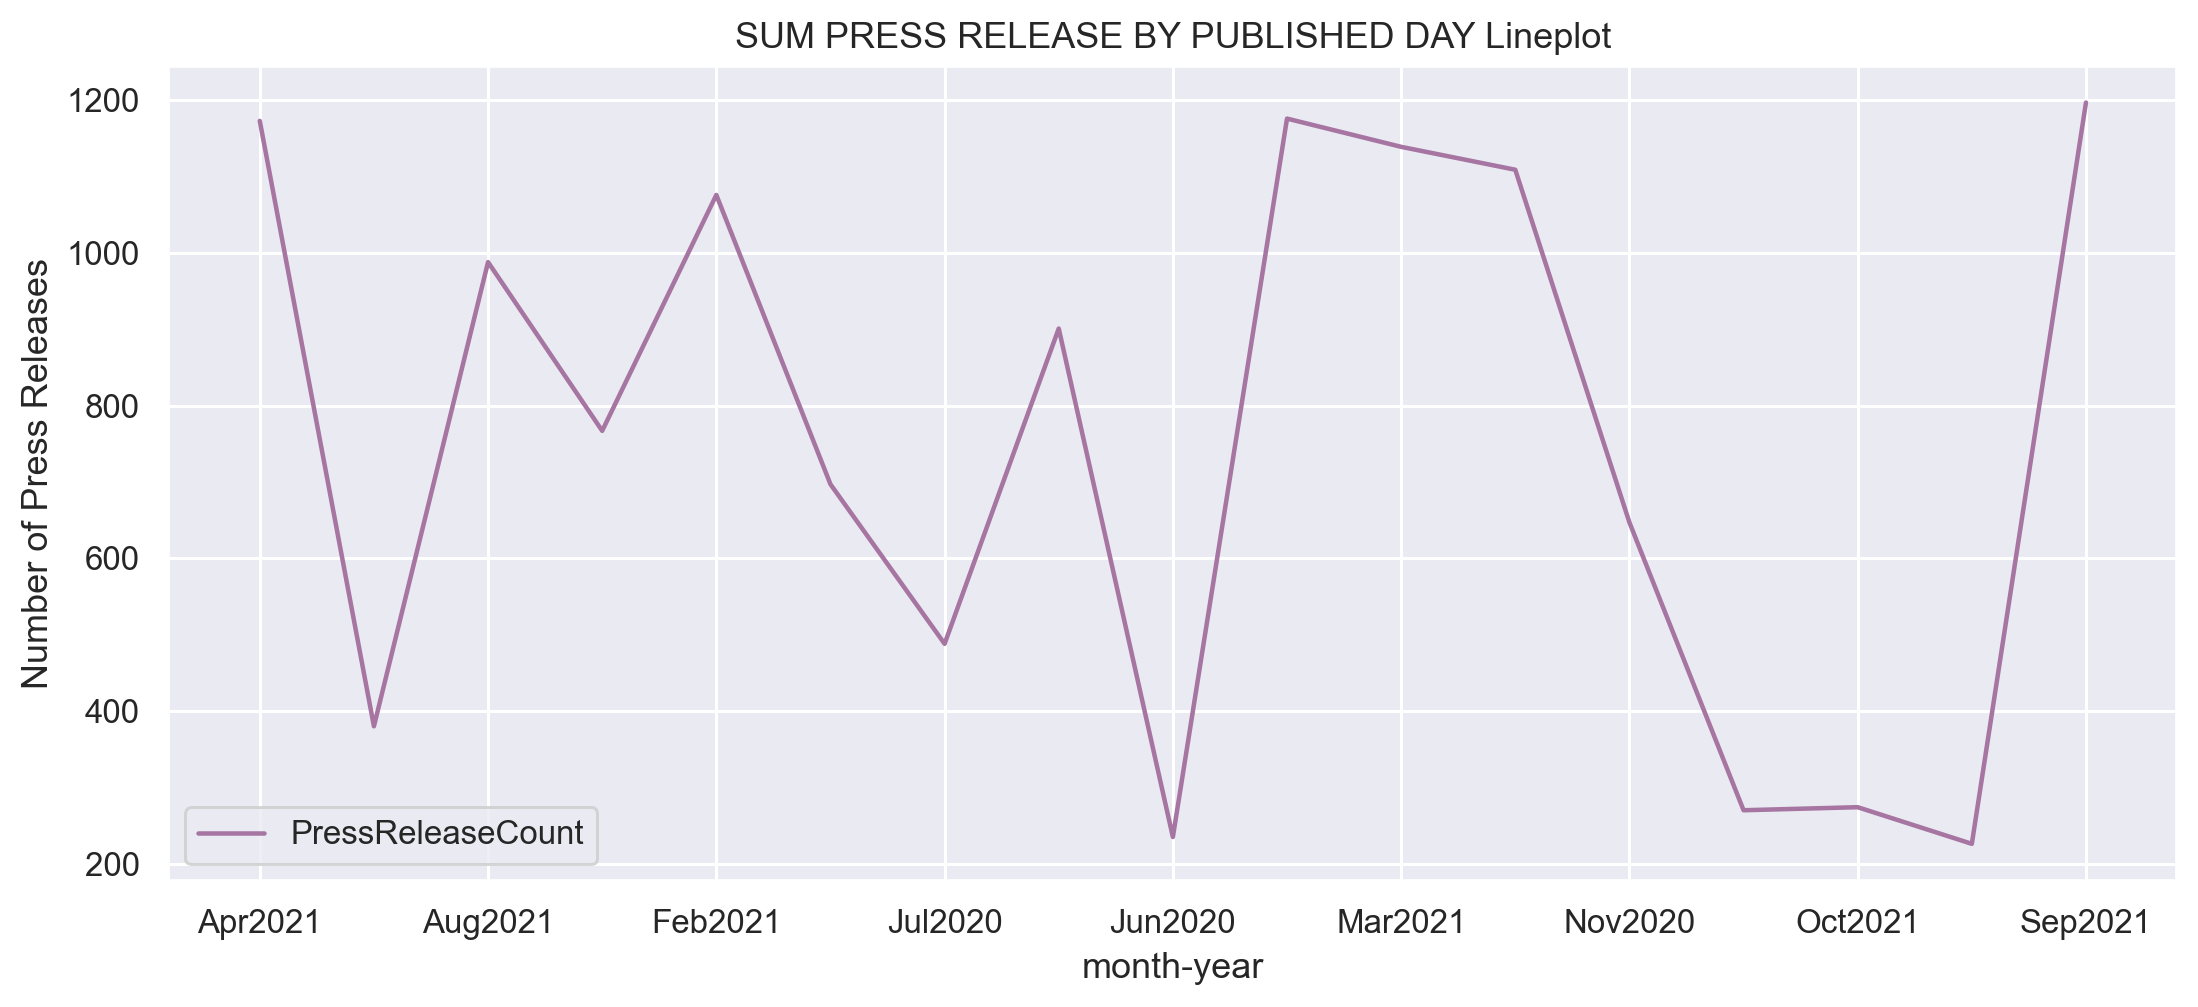 SUM PRESS RELEASE BY PUBLISHED DAY Lineplot
1200
1000
800
600
400
200
Number of Press Releases
PressReleaseCount
Apr2021 Aug2021 Feb2021 Jul2020 Jun2020 Mar2021 Nov2020 Oct2021 Sep2021
month-year